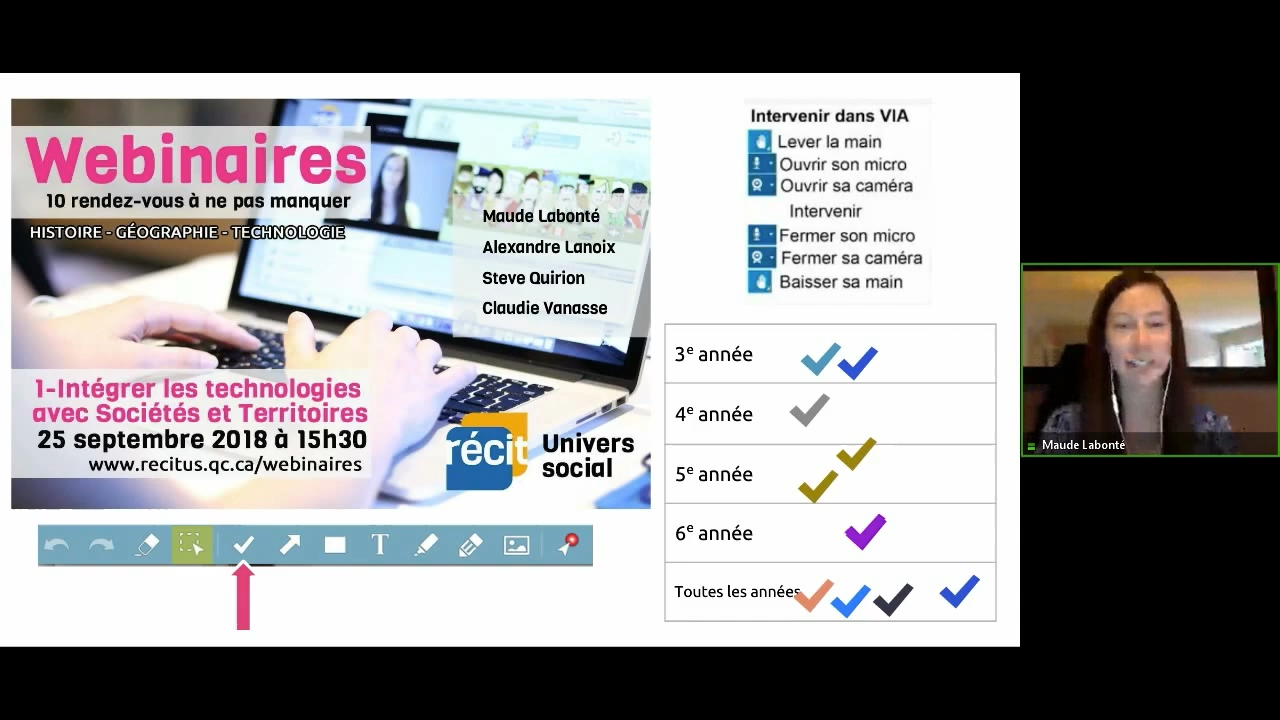 Webinaires
10 rendez-vous à ne pas manquer
HISTOIRE - GÉOGRAPHIE - TECHNOLOGIE
Maude Labonté
Alexandre Lanoix
Steve Quirion
Claudie Vanasse
1-Intégrer les technologies
avec Sociétés et Territoires
25 septembre 2018 à 15h30
www.recitus.qc.ca/webinaires
récit
Univers
social
T
Intervenir dans VIA
Lever la main
Ouvrir son micro
Ouvrir sa caméra
Intervenir
Fermer son micro
Fermer sa caméra
Baisser sa main
3e année
4e année
5e année
6e année
Toutes les années
Maude Labonté